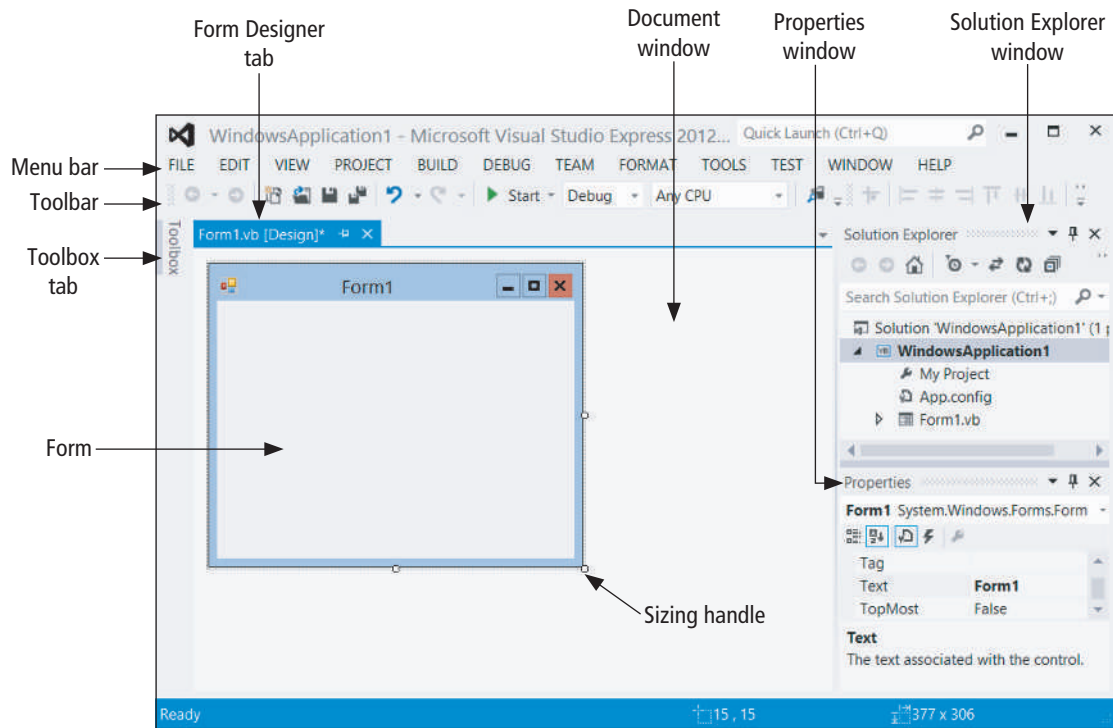 Form Designer
tab
Document
window
Properties
window
Solution Explorer
window
WindowsApplication1 - Microsoft Visual Studio Express 2012... Quick Launch (Ctrl+Q)
Menu bar
FILE EDIT VIEW PROJECT BUILD DEBUG TEAM FORMAT TOOLS TEST WINDOW HELP
Toolbar
Start Debug Any CPU
Toolbox
tab
Toolbox
Form1.vb [Design]*
Form1
Form
Sizing handle
Solution Explorer
Search Solution Explorer (Ctrl+;)
Solution 'WindowsApplication1' (1
VB WindowsApplication1
My Project
App.config
Form1.vb
Properties
Form1 System.Windows.Forms.Form
Tag
Text Form1
TopMost False
Text
The text associated with the control.
Ready 15 , 15 377 x 306